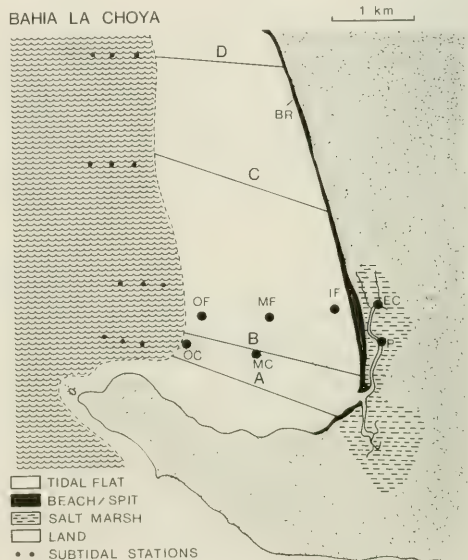 BAHIA LA CHOYA
1 km
D
BR
C
OF
MF
IF
EC
B
OC
MC
P
A
TIDAL FLAT
BEACH/SPIT
SALT MARSH
LAND
SUBTIDAL STATIONS